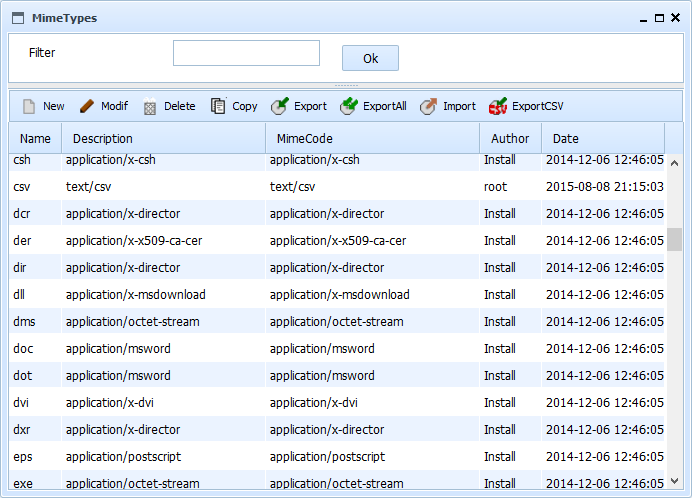 MimeTypes
Filter
Ok
New Modif Delete Copy Export ExportAll Import ExportCSV
Name Description MimeCode Author Date
csh application/x-csh application/x-csh Install 2014-12-06 12:46:05
csv text/csv text/csv root 2015-08-08 21:15:03
dcr application/x-director application/x-director Install 2014-12-06 12:46:05
der application/x-x509-ca-cer application/x-x509-ca-cer Install 2014-12-06 12:46:05
dir application/x-director application/x-director Install 2014-12-06 12:46:05
dll application/x-msdownload application/x-msdownload Install 2014-12-06 12:46:05
dms application/octet-stream application/octet-stream Install 2014-12-06 12:46:05
doc application/msword application/msword Install 2014-12-06 12:46:05
dot application/msword application/msword Install 2014-12-06 12:46:05
dvi application/x-dvi application/x-dvi Install 2014-12-06 12:46:05
dxr application/x-director application/x-director Install 2014-12-06 12:46:05
eps application/postscript application/postscript Install 2014-12-06 12:46:05
exe application/octet-stream application/octet-stream Install 2014-12-06 12:46:05